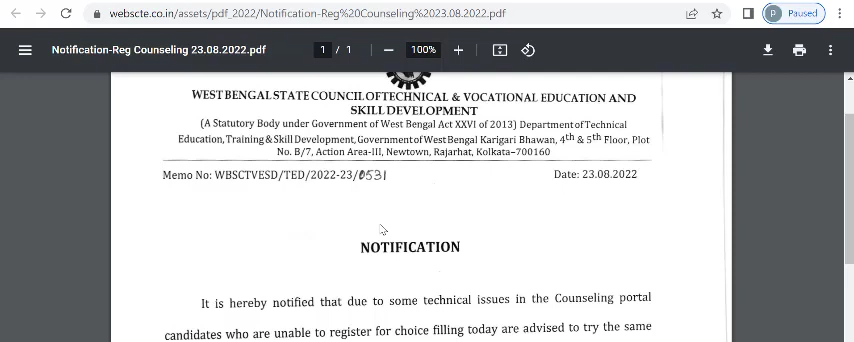 webscte.co.in/assets/pdf_2022/Notification-Reg%20Counseling%2023.08.2022.pdf
P Paused
Notification-Reg Counseling 23.08.2022.pdf 1 / 1 100%
WEST BENGAL STATE COUNCIL OF TECHNICAL & VOCATIONAL EDUCATION AND
SKILL DEVELOPMENT
(A Statutory Body under Government of West Bengal Act XXVI of 2013) Department of Technical
Education, Training & Skill Development, Government of West Bengal Karigari Bhawan, 4th & 5th Floor, Plot
No. B/7, Action Area-III, Newtown, Rajarhat, Kolkata–700160
Memo No: WBSCTVESD/TED/2022-23/0531 Date: 23.08.2022
NOTIFICATION
It is hereby notified that due to some technical issues in the Counseling portal
candidates who are unable to register for choice filling today are advised to try the same